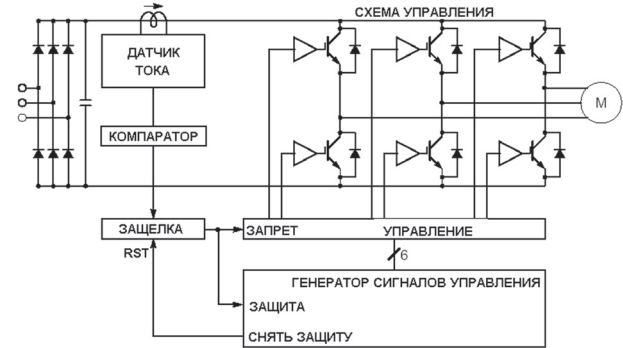 СХЕМА УПРАВЛЕНИЯ
ДАТЧИК
ТОКА
М
КОМПАРАТОР
ЗАЩЕЛКА
ЗАПРЕТ УПРАВЛЕНИЕ
RST
6
ГЕНЕРАТОР СИГНАЛОВ УПРАВЛЕНИЯ
ЗАЩИТА
СНЯТЬ ЗАЩИТУ